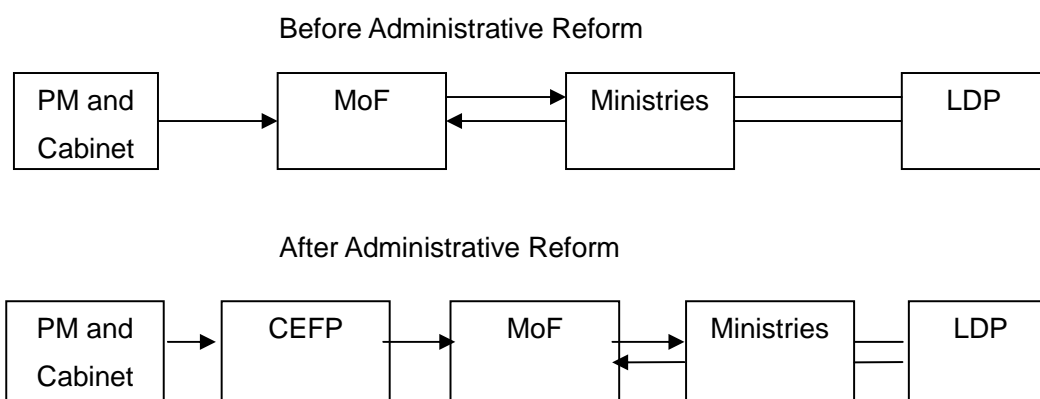 Before Administrative Reform
PM and Cabinet
MoF
Ministries
LDP
After Administrative Reform
PM and Cabinet
CEFP
MoF
Ministries
LDP